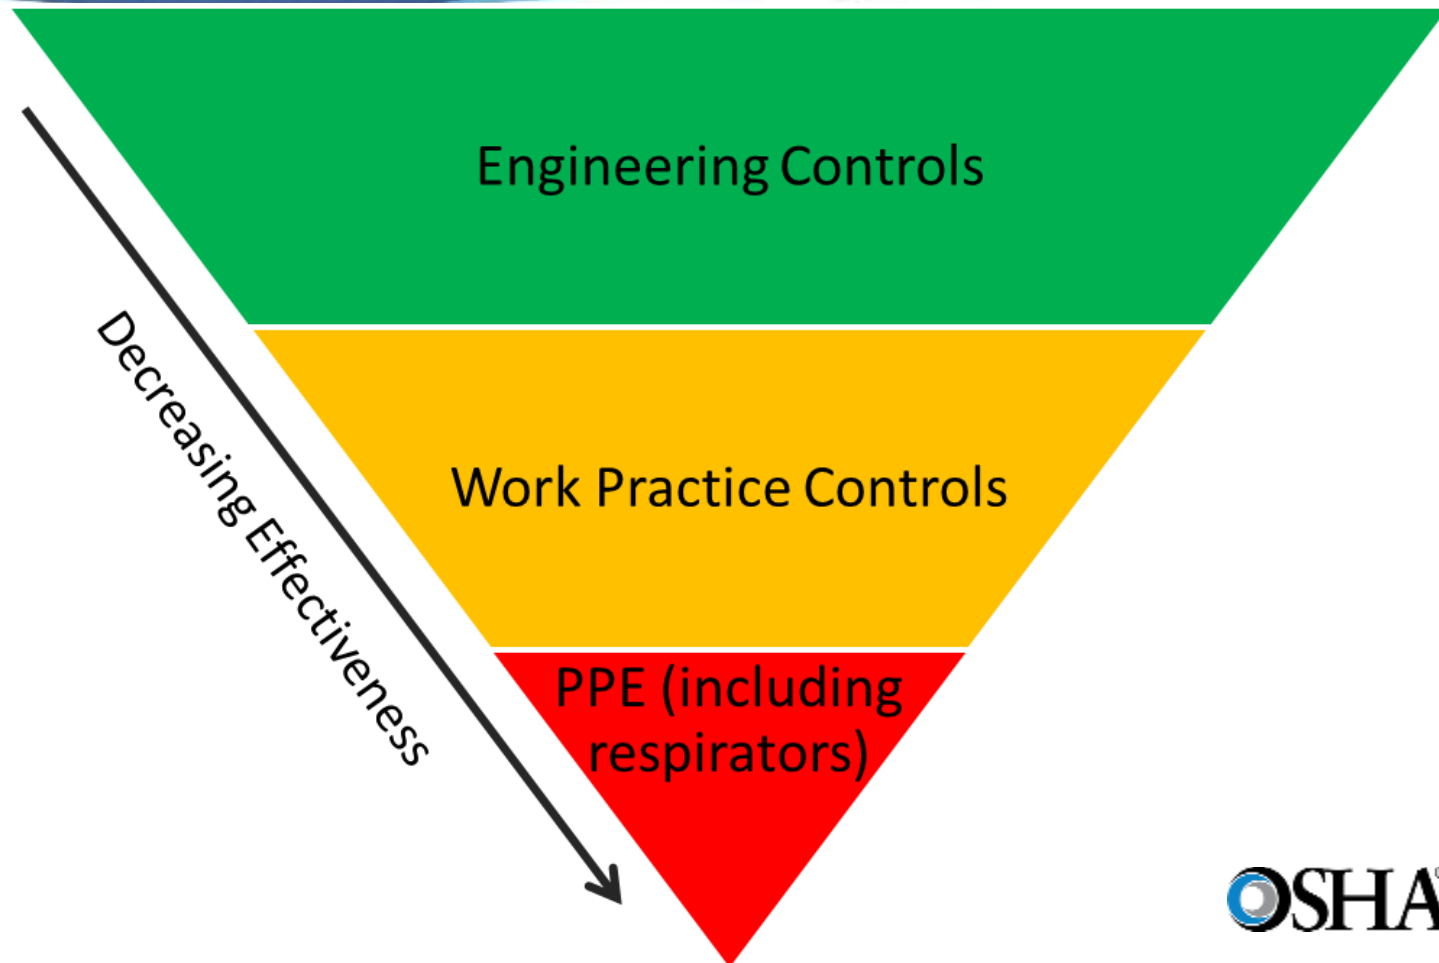 Engineering Controls
Decreasing Effectiveness
Work Practice Controls
PPE (including
respirators)
OSHA